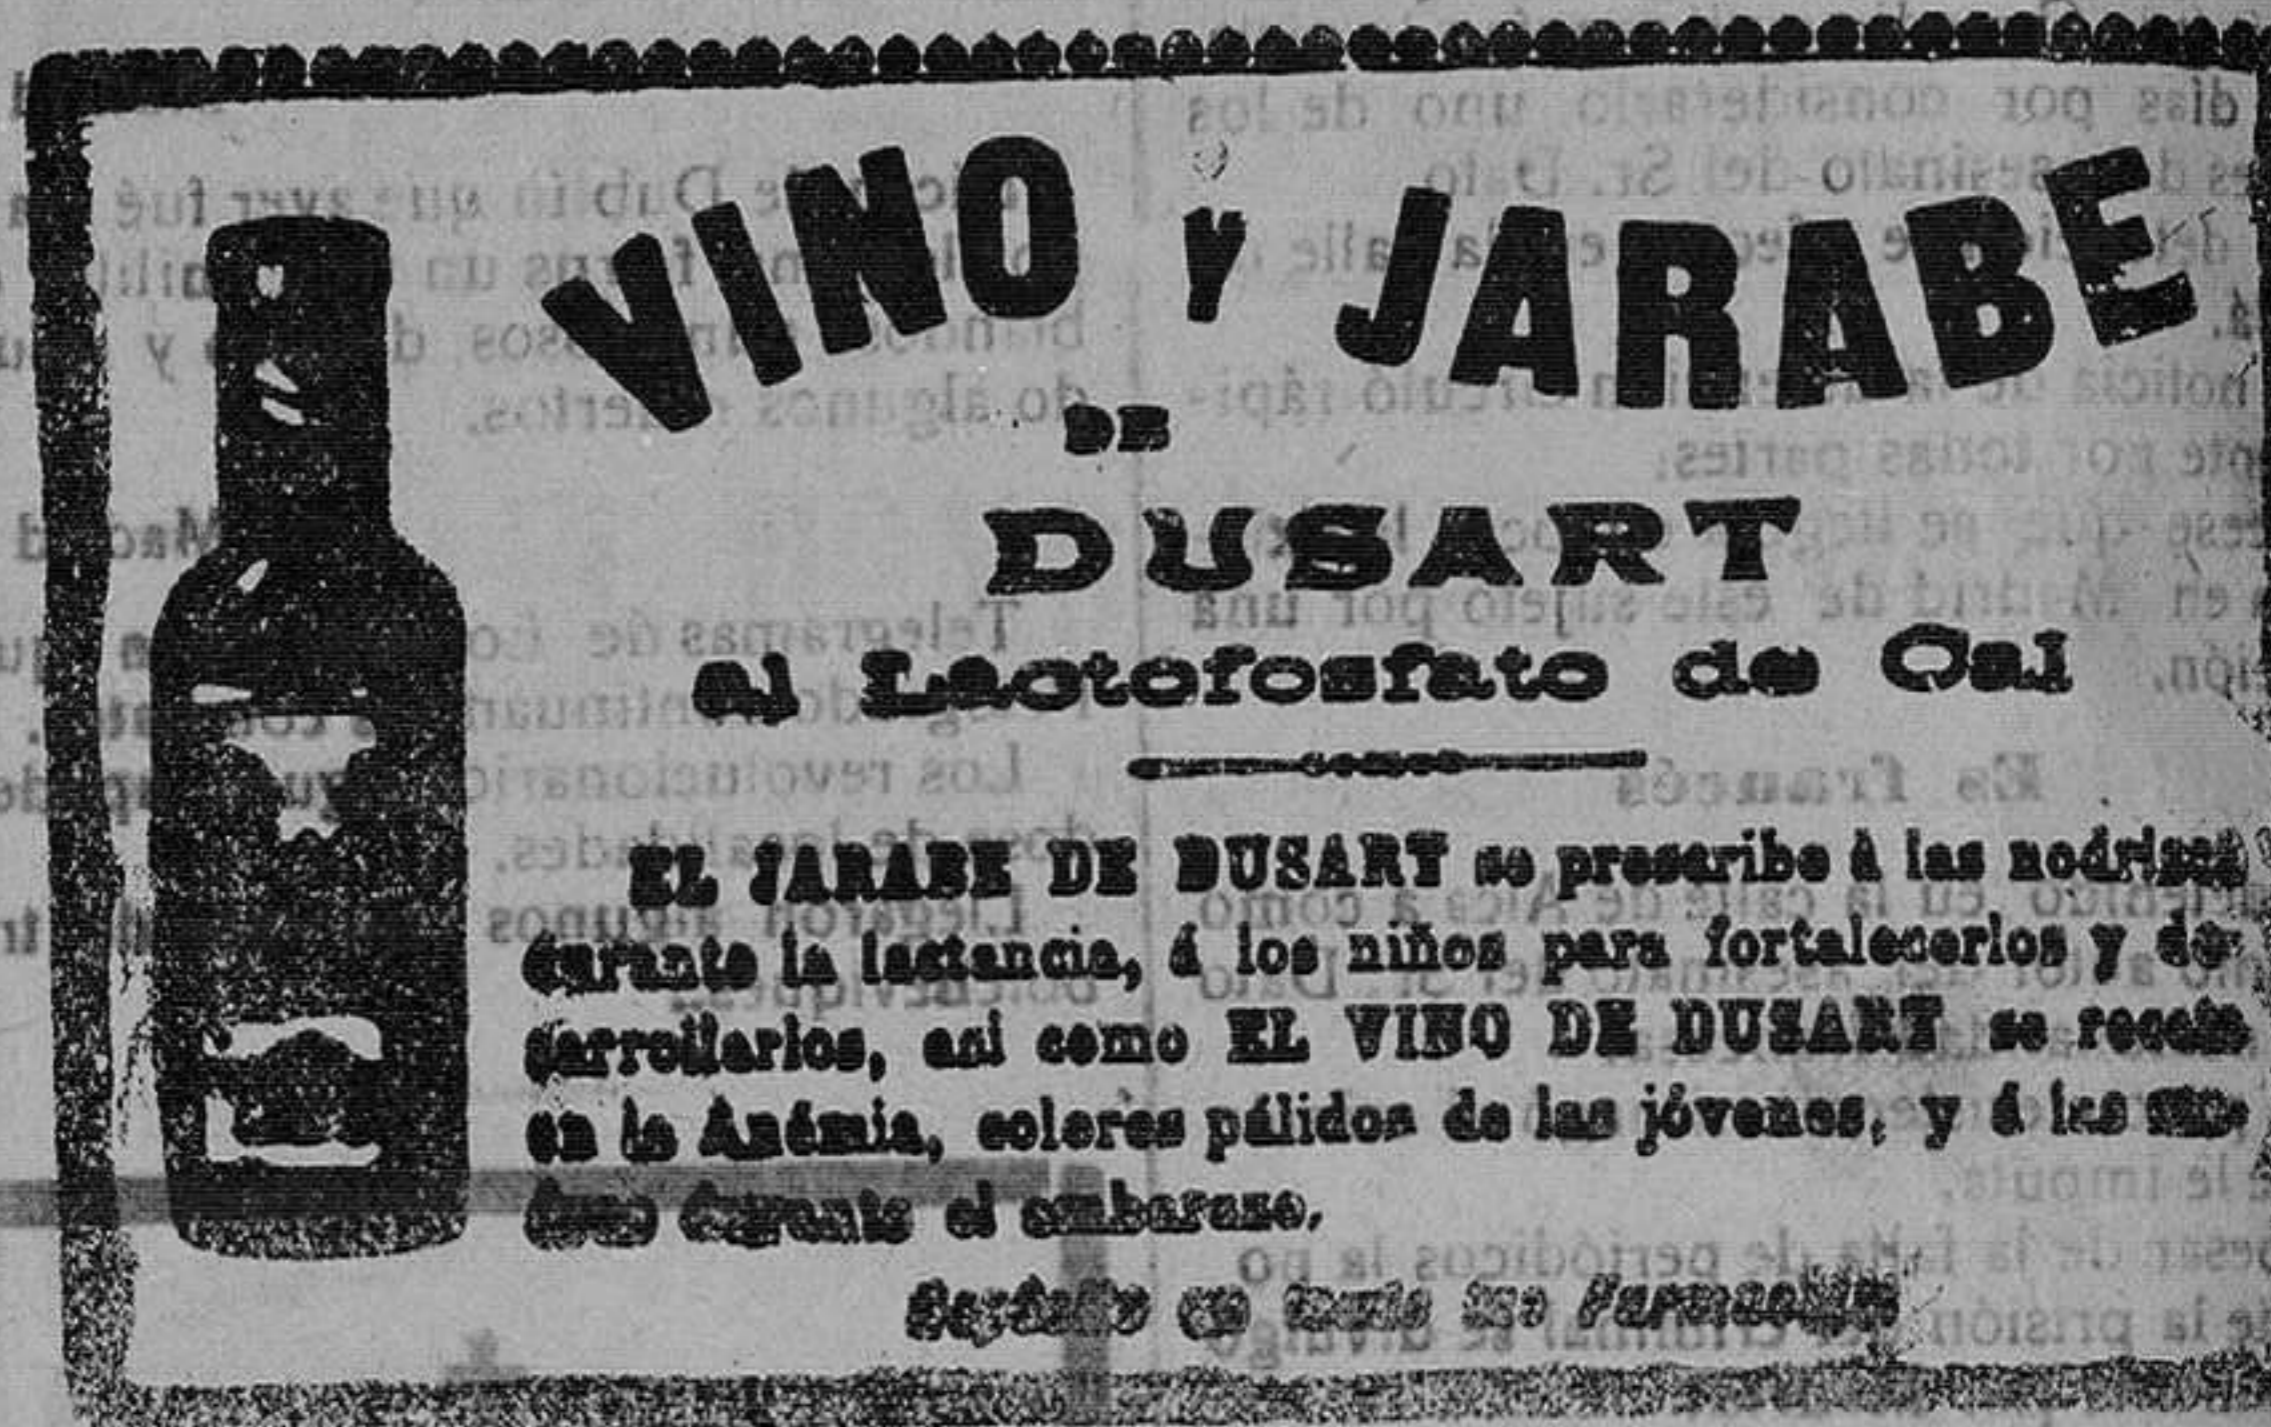 VINO Y JARABE
DE
DUSART
al Lactofosfato de Cal
EL JARABE DE DUSART se prescribe à las nodrizas
durante la lactancia, á los niños para fortalecerlos y de-
sarrollarlos, asi como EL VINO DE DUSART se receta
en la Anémia, colores pálidos de las jóvenes, y á las
durante el embarazo.
Farmacias